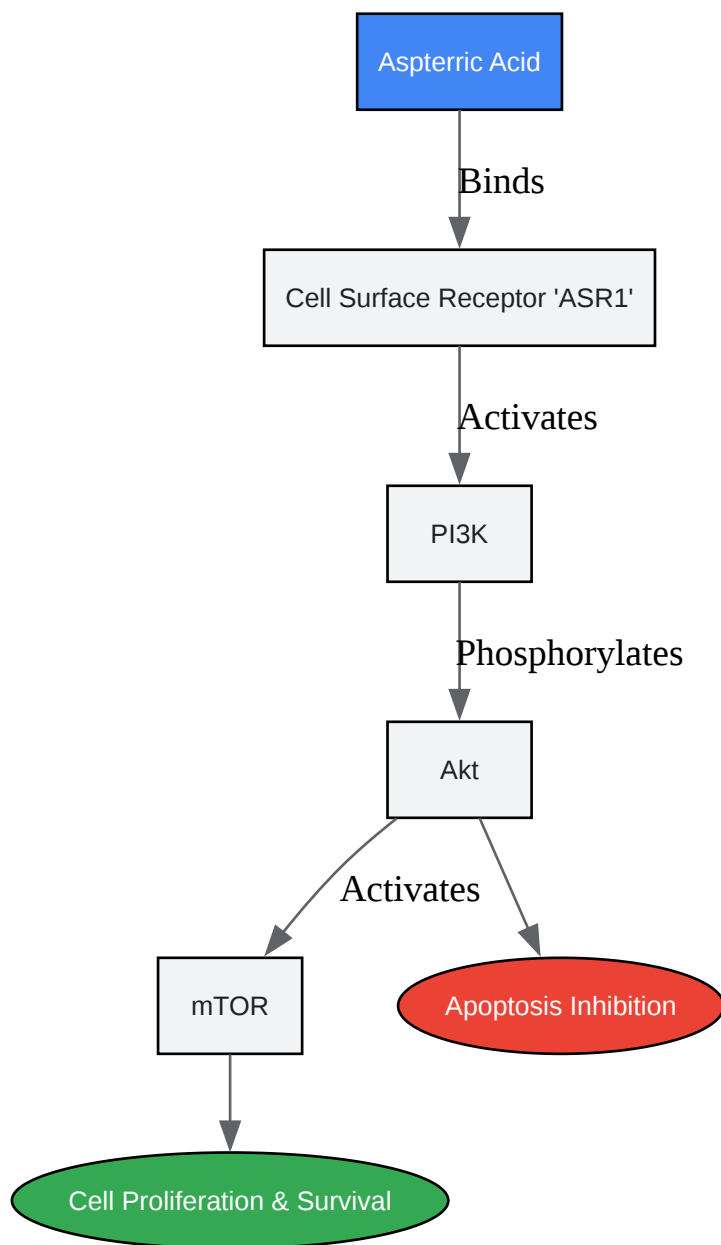 Aspterric Acid
Binds
Cell Surface Receptor 'ASR1'
Activates
PI3K
Phosphorylates
Akt
Activates
mTOR
Apoptosis Inhibition
Cell Proliferation & Survival